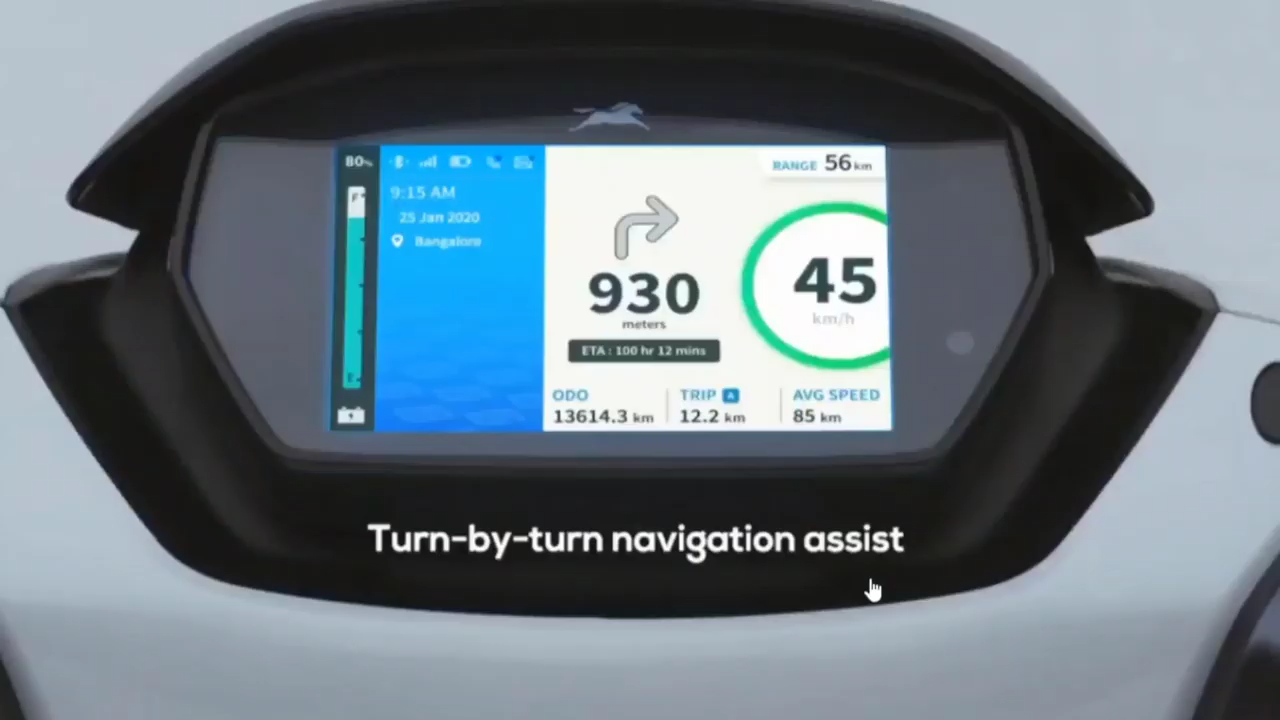 80%
9:15 AM
25 Jan 2020
Bangalore
F
E
RANGE 56 km
930
meters
ETA : 100 hr 12 mins
45
km/h
ODO
13614.3 km
TRIP A
12.2 km
AVG SPEED
85 km
Turn-by-turn navigation assist